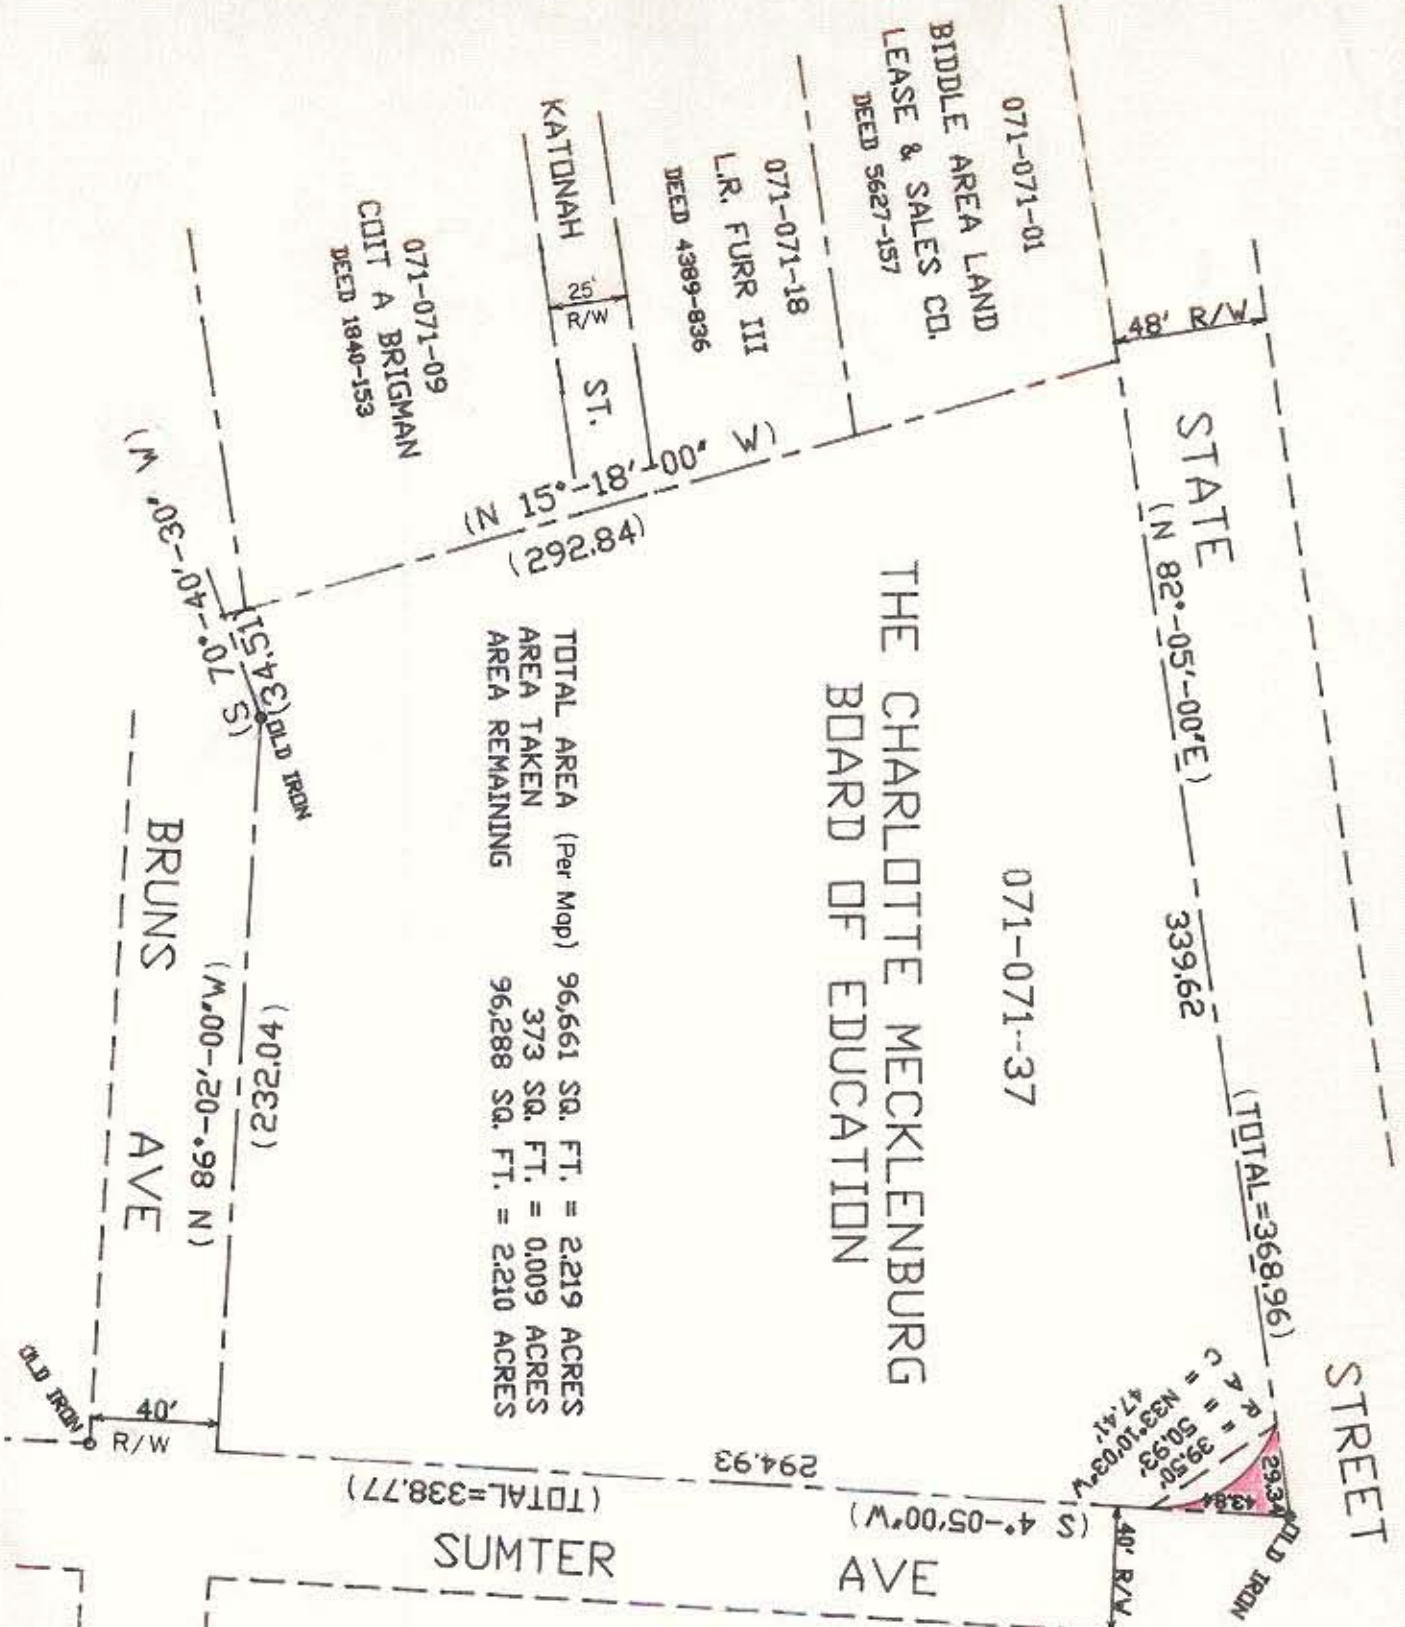 071-071-01
BIDDLE AREA LAND
LEASE & SALES CO.
DEED 5627-157
071-071-18
L.R. FURR III
DEED 4389-836
KATONAH ST.
25'
R/W
071-071-09
COIT A BRIGMAN
DEED 1840-153
48' R/W
STATE STREET
(N 82°-05'-00"E)
339.62
(TOTAL=368.96)
(N 15°-18'-00" W)
(292.84)
071-071--37
THE CHARLOTTE MECKLENBURG
BOARD OF EDUCATION
TOTAL AREA (Per Map) 96,661 SQ. FT. = 2.219 ACRES
AREA TAKEN 373 SQ. FT. = 0.009 ACRES
AREA REMAINING 96,288 SQ. FT. = 2.210 ACRES
(34.51)
(S 70°-40'-30" W)
OLD IRON
(232.04)
(N 86°-02'-00"W)
BRUNS AVE
OLD IRON
40'
R/W
294.93
(TOTAL=338.77)
(S 4°-05'00"W)
SUMTER AVE
40' R/W
R = 39.50'
A = 50.93'
C = N33°10'03"W
47.41'
29.34
43.84
OLD IRON